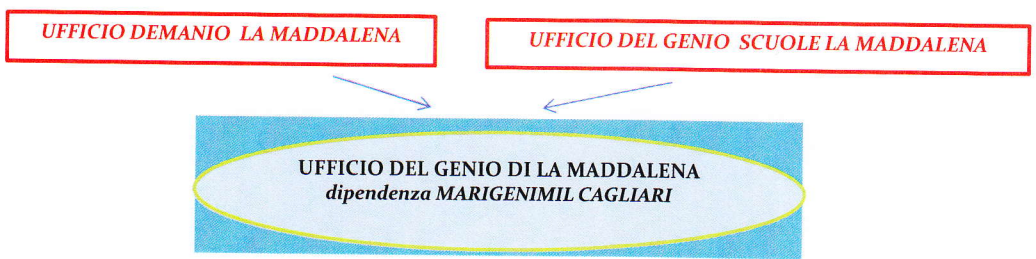 UFFICIO DEMANIO LA MADDALENA
UFFICIO DEL GENIO SCUOLE LA MADDALENA
UFFICIO DEL GENIO DI LA MADDALENA
dipendenza MARIGENIMIL CAGLIARI